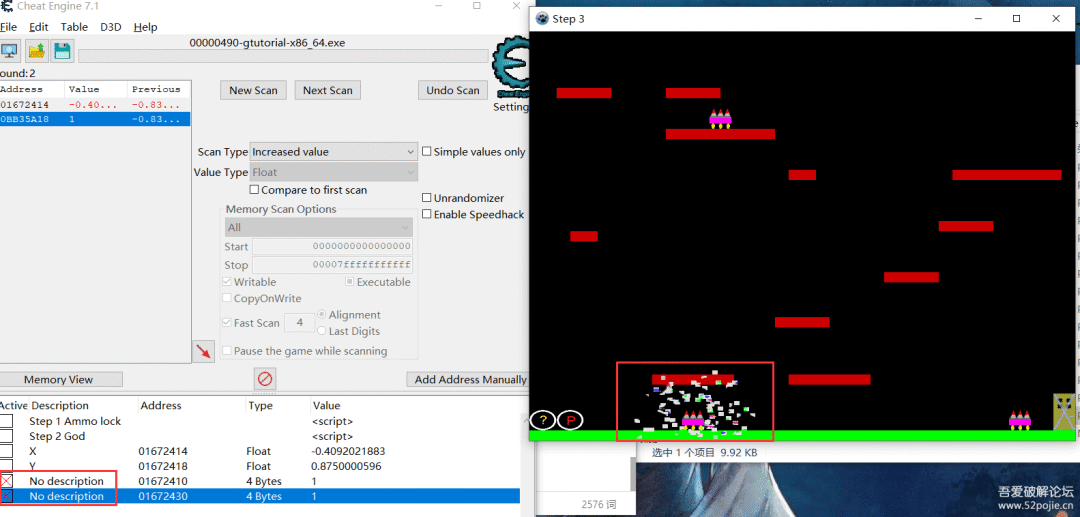 Cheat Engine 7.1
File Edit Table D3D Help
00000490-gtutorial-x86_64.exe
ound:2
Address Value Previous
01672414 -0.40... -0.83...
0BB35A18 1 -0.83...
New Scan Next Scan Undo Scan
Setting
Scan Type Increased value
Simple values only
Value Type Float
Compare to first scan
Unrandomizer
Enable Speedhack
Memory Scan Options
All
Start 0000000000000000
Stop 00007fffffffffff
Writable Executable
CopyOnWrite
Fast Scan 4 Alignment
Last Digits
Pause the game while scanning
Memory View
Add Address Manually
Active Description Address Type Value
Step 1 Ammo lock <script>
Step 2 God <script>
X 01672414 Float -0.4092021883
Y 01672418 Float 0.8750000596
No description 01672410 4 Bytes 1
No description 01672430 4 Bytes 1
Step 3
? P
选中 1 个项目 9.92 KB
2576 词
吾爱破解论坛
www.52pojie.cn